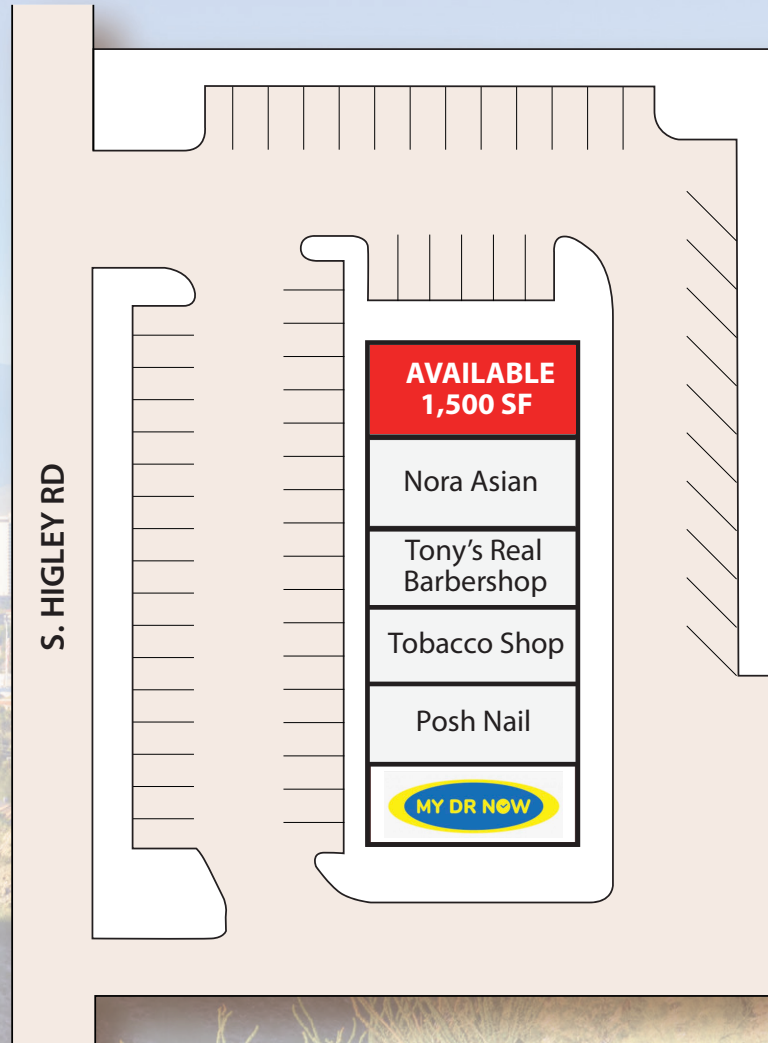 AVAILABLE
1,500 SF
Nora Asian
Tony’s Real
Barbershop
Tobacco Shop
Posh Nail
MY DR NOW
S. HIGLEY RD